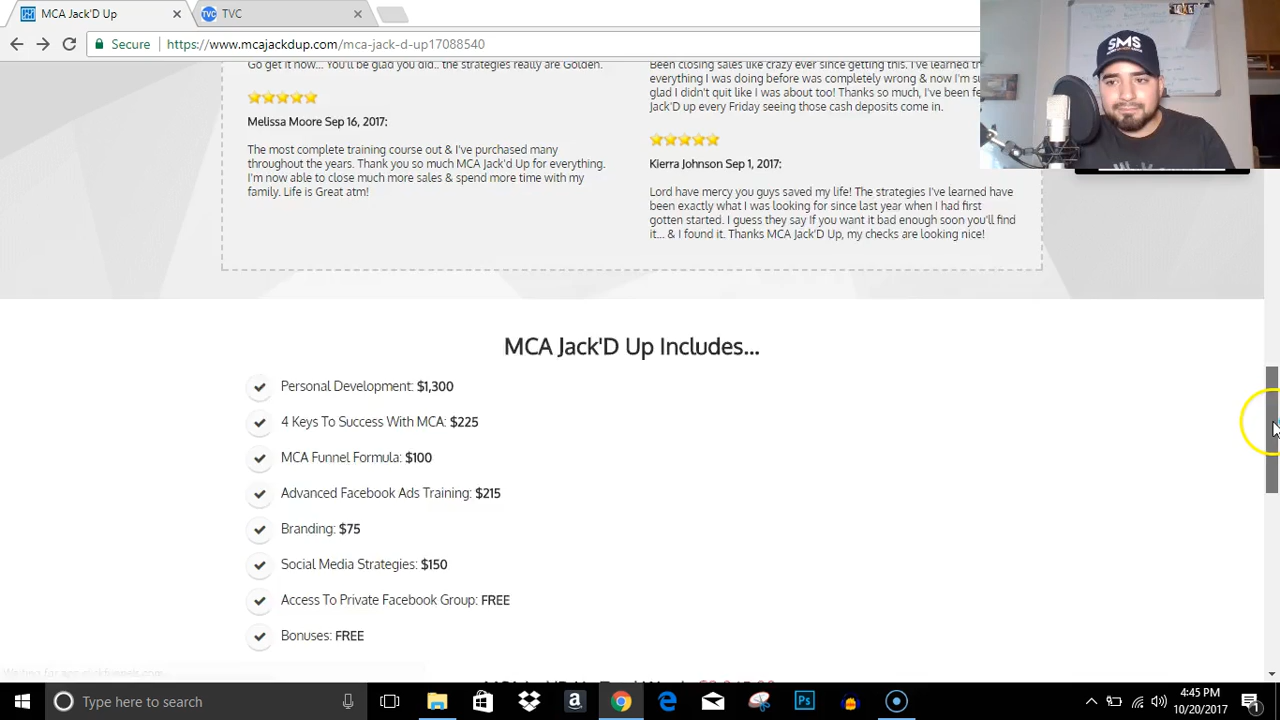 MCA Jack'D Up
TVC
Secure
https://www.mcajackdup.com/mca-jack-d-up17088540
SMS
Go get it now... You'll be glad you did.. the strategies really are Golden.
Melissa Moore Sep 16, 2017:
The most complete training course out & I've purchased many
throughout the years. Thank you so much MCA Jack'd Up for everything.
I'm now able to close much more sales & spend more time with my
family. Life is Great atm!
Been closing sales like crazy ever since getting this. I've learned
everything I was doing before was completely wrong & now I'm
glad I didn't quit like I was about too! Thanks so much, I've been
Jack'D up every Friday seeing those cash deposits come in.
Kierra Johnson Sep 1, 2017:
Lord have mercy you guys saved my life! The strategies I've learned have
been exactly what I was looking for since last year when I had first
gotten started. I guess they say If you want it bad enough soon you'll find
it... & I found it. Thanks MCA Jack'D Up, my checks are looking nice!
MCA Jack'D Up Includes...
Personal Development: $1,300
4 Keys To Success With MCA: $225
MCA Funnel Formula: $100
Advanced Facebook Ads Training: $215
Branding: $75
Social Media Strategies: $150
Access To Private Facebook Group: FREE
Bonuses: FREE
Type here to search
4:45 PM
10/20/2017